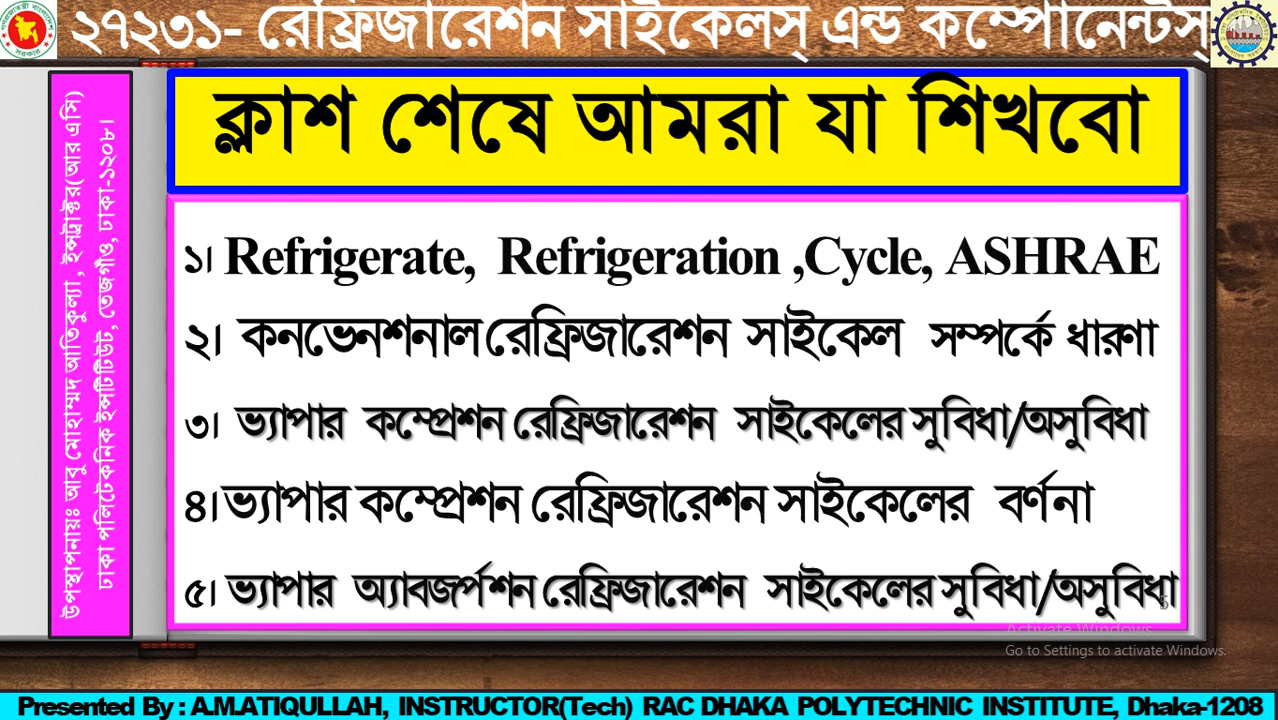 ২৭২৩১- রেফ্রিজারেশন সাইকেলস্ এন্ড কম্পোনেন্টস্
উপস্থাপনায়ঃ আবু মোহাম্মদ আতিকুল্যা, ইন্সট্রাক্টর(আর এসি)
ঢাকা পলিটেকনিক ইন্সটিটিউট, তেজগাঁও, ঢাকা-১২০৮।
ক্লাশ শেষে আমরা যা শিখবো
১। Refrigerate, Refrigeration ,Cycle, ASHRAE
২। কনভেনশনাল রেফ্রিজারেশন সাইকেল সম্পর্কে ধারণা
৩। ভ্যাপার কম্প্রেশন রেফ্রিজারেশন সাইকেলের সুবিধা/অসুবিধা
৪। ভ্যাপার কম্প্রেশন রেফ্রিজারেশন সাইকেলের বর্ণনা
৫। ভ্যাপার অ্যাবজর্পশন রেফ্রিজারেশন সাইকেলের সুবিধা/অসুবিধা
5
Activate Windows
Go to Settings to activate Windows.
Presented By : A.M.ATIQULLAH, INSTRUCTOR(Tech) RAC DHAKA POLYTECHNIC INSTITUTE, Dhaka-1208